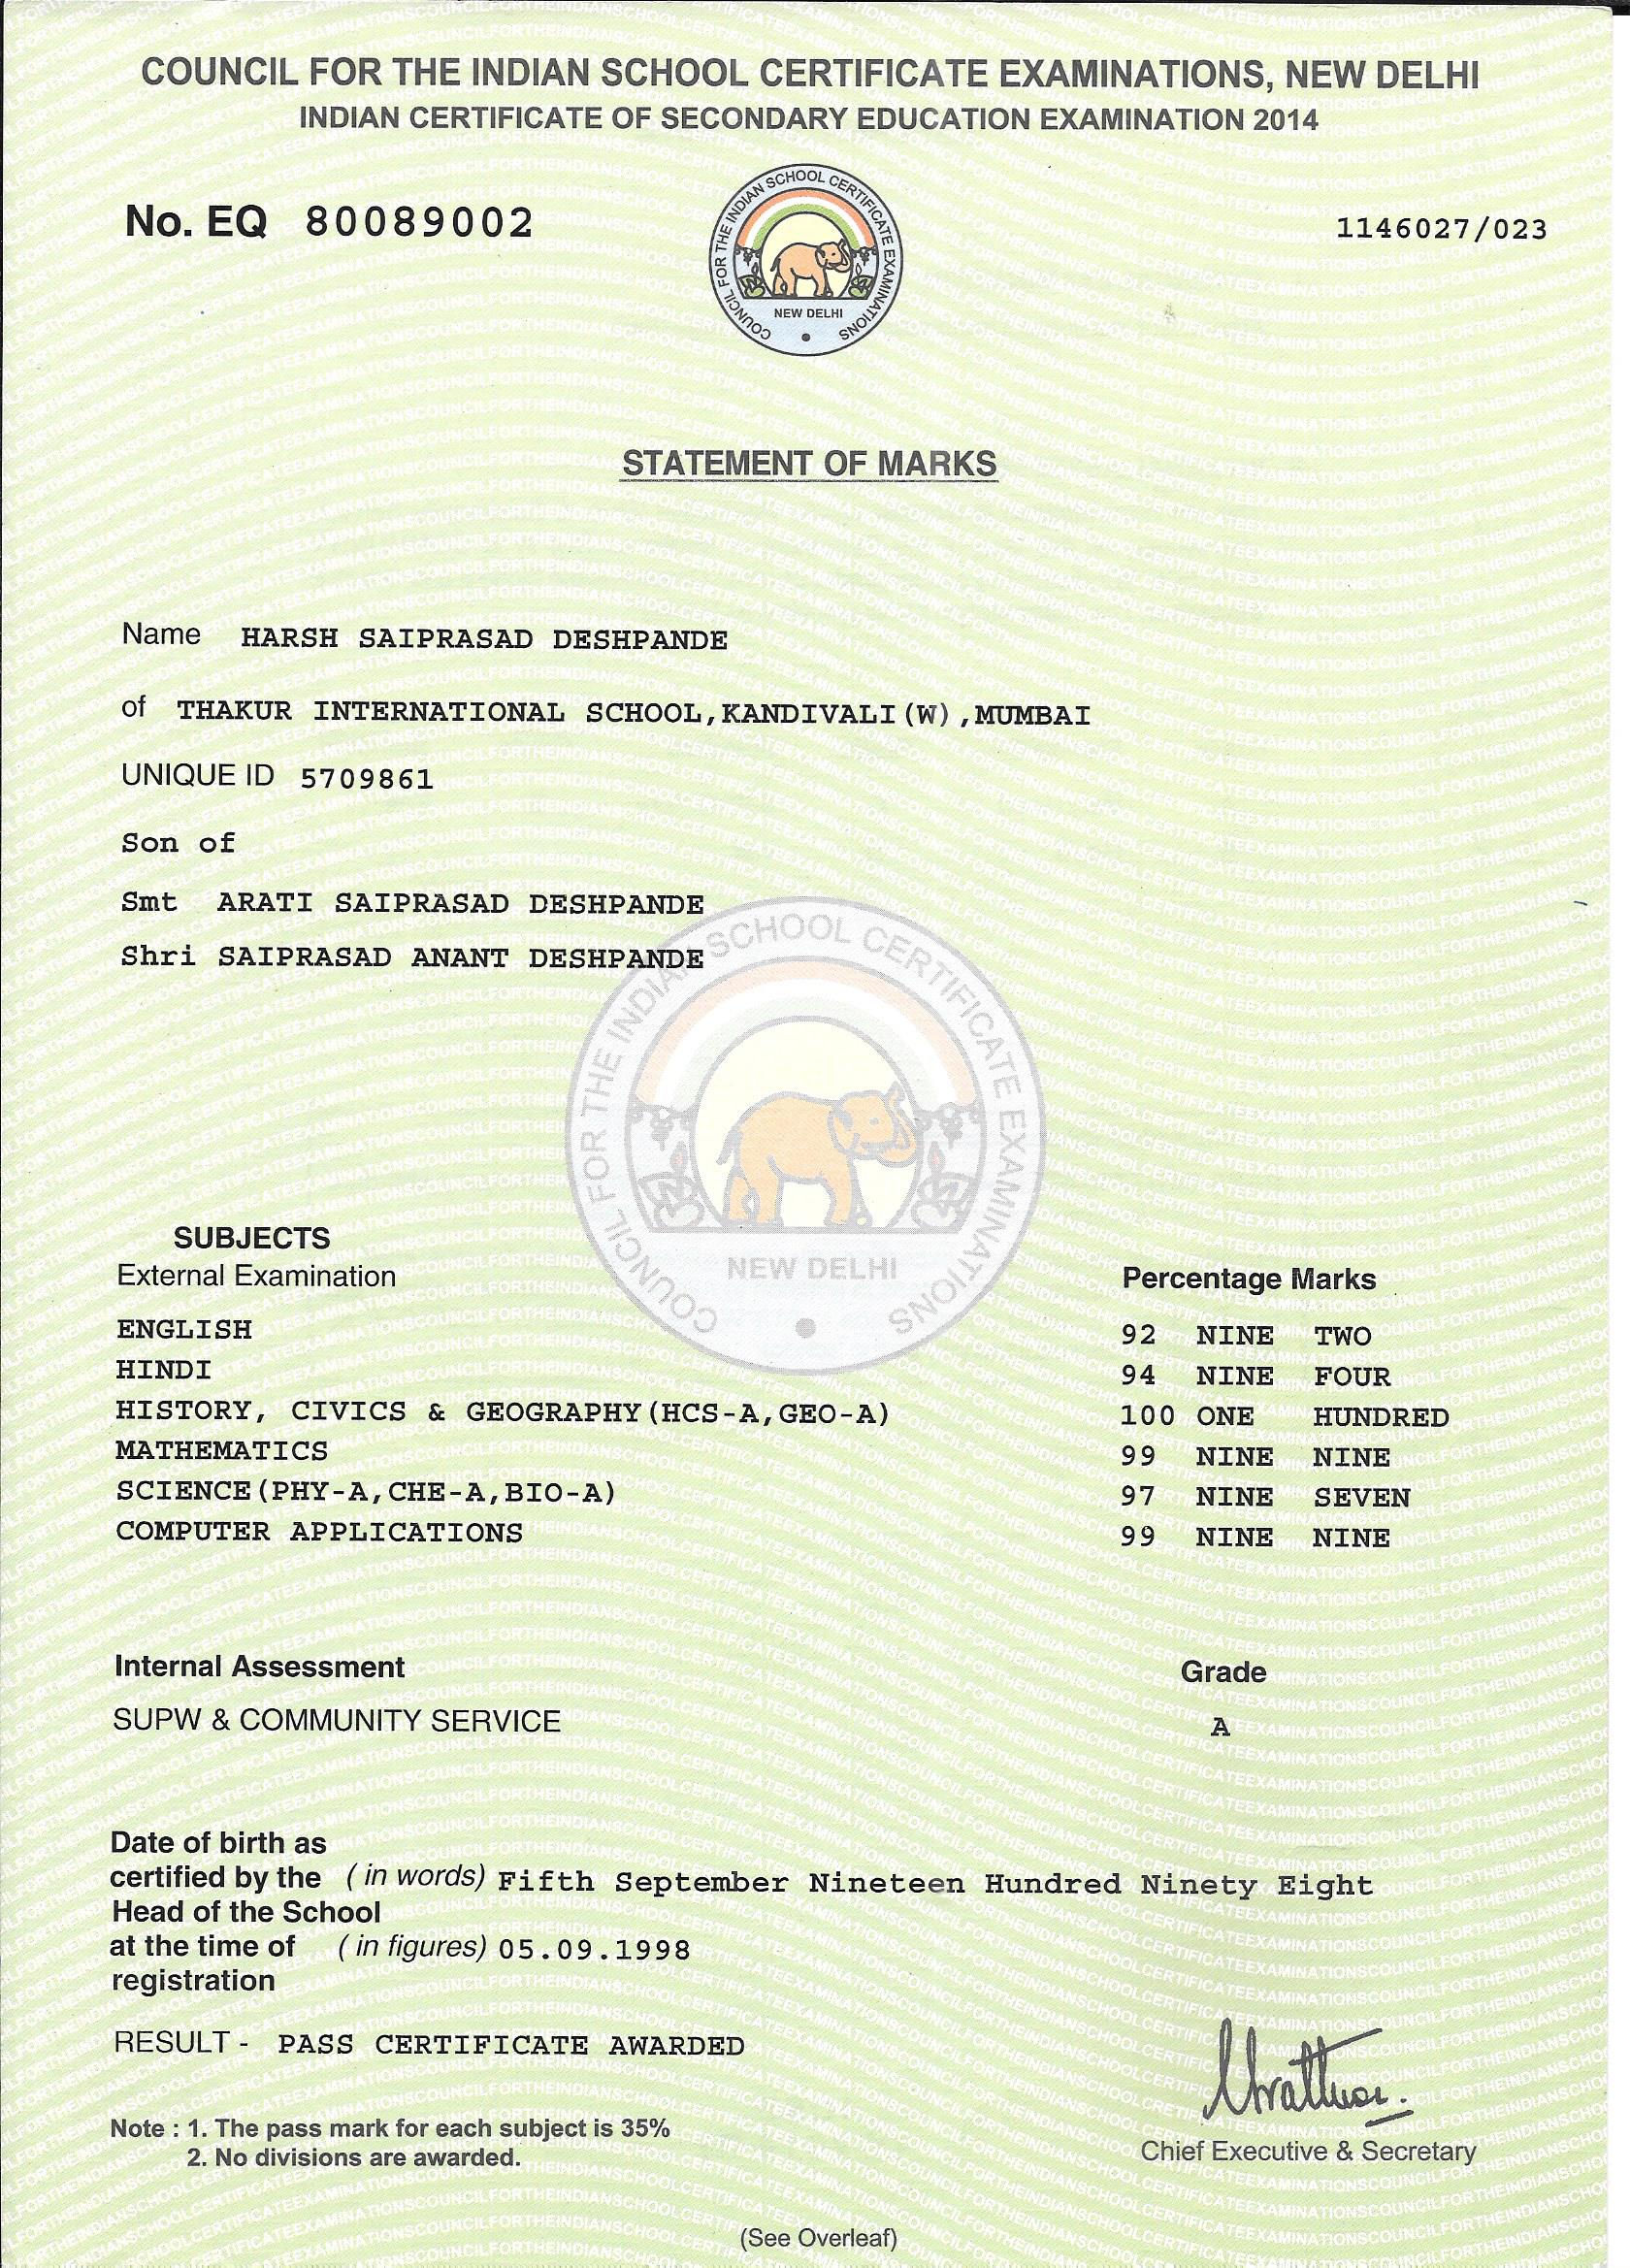 COUNCIL FOR THE INDIAN SCHOOL CERTIFICATE EXAMINATIONS, NEW DELHI
INDIAN CERTIFICATE OF SECONDARY EDUCATION EXAMINATION 2014
No. EQ 80089002
COUNCIL FOR THE INDIAN SCHOOL CERTIFICATE EXAMINATIONS
NEW DELHI
1146027/023
STATEMENT OF MARKS
Name HARSH SAIPRASAD DESHPANDE
of THAKUR INTERNATIONAL SCHOOL,KANDIVALI(W),MUMBAI
UNIQUE ID 5709861
Son of
Smt ARATI SAIPRASAD DESHPANDE
Shri SAIPRASAD ANANT DESHPANDE
COUNCIL FOR THE INDIAN SCHOOL CERTIFICATE EXAMINATIONS
NEW DELHI
SUBJECTS
External Examination Percentage Marks
ENGLISH 92 NINE TWO
HINDI 94 NINE FOUR
HISTORY, CIVICS & GEOGRAPHY(HCS-A,GEO-A) 100 ONE HUNDRED
MATHEMATICS 99 NINE NINE
SCIENCE(PHY-A,CHE-A,BIO-A) 97 NINE SEVEN
COMPUTER APPLICATIONS 99 NINE NINE
Internal Assessment Grade
SUPW & COMMUNITY SERVICE A
Date of birth as
certified by the (in words) Fifth September Nineteen Hundred Ninety Eight
Head of the School
at the time of (in figures) 05.09.1998
registration
RESULT - PASS CERTIFICATE AWARDED
Note : 1. The pass mark for each subject is 35%
2. No divisions are awarded.
Chief Executive & Secretary
(See Overleaf)